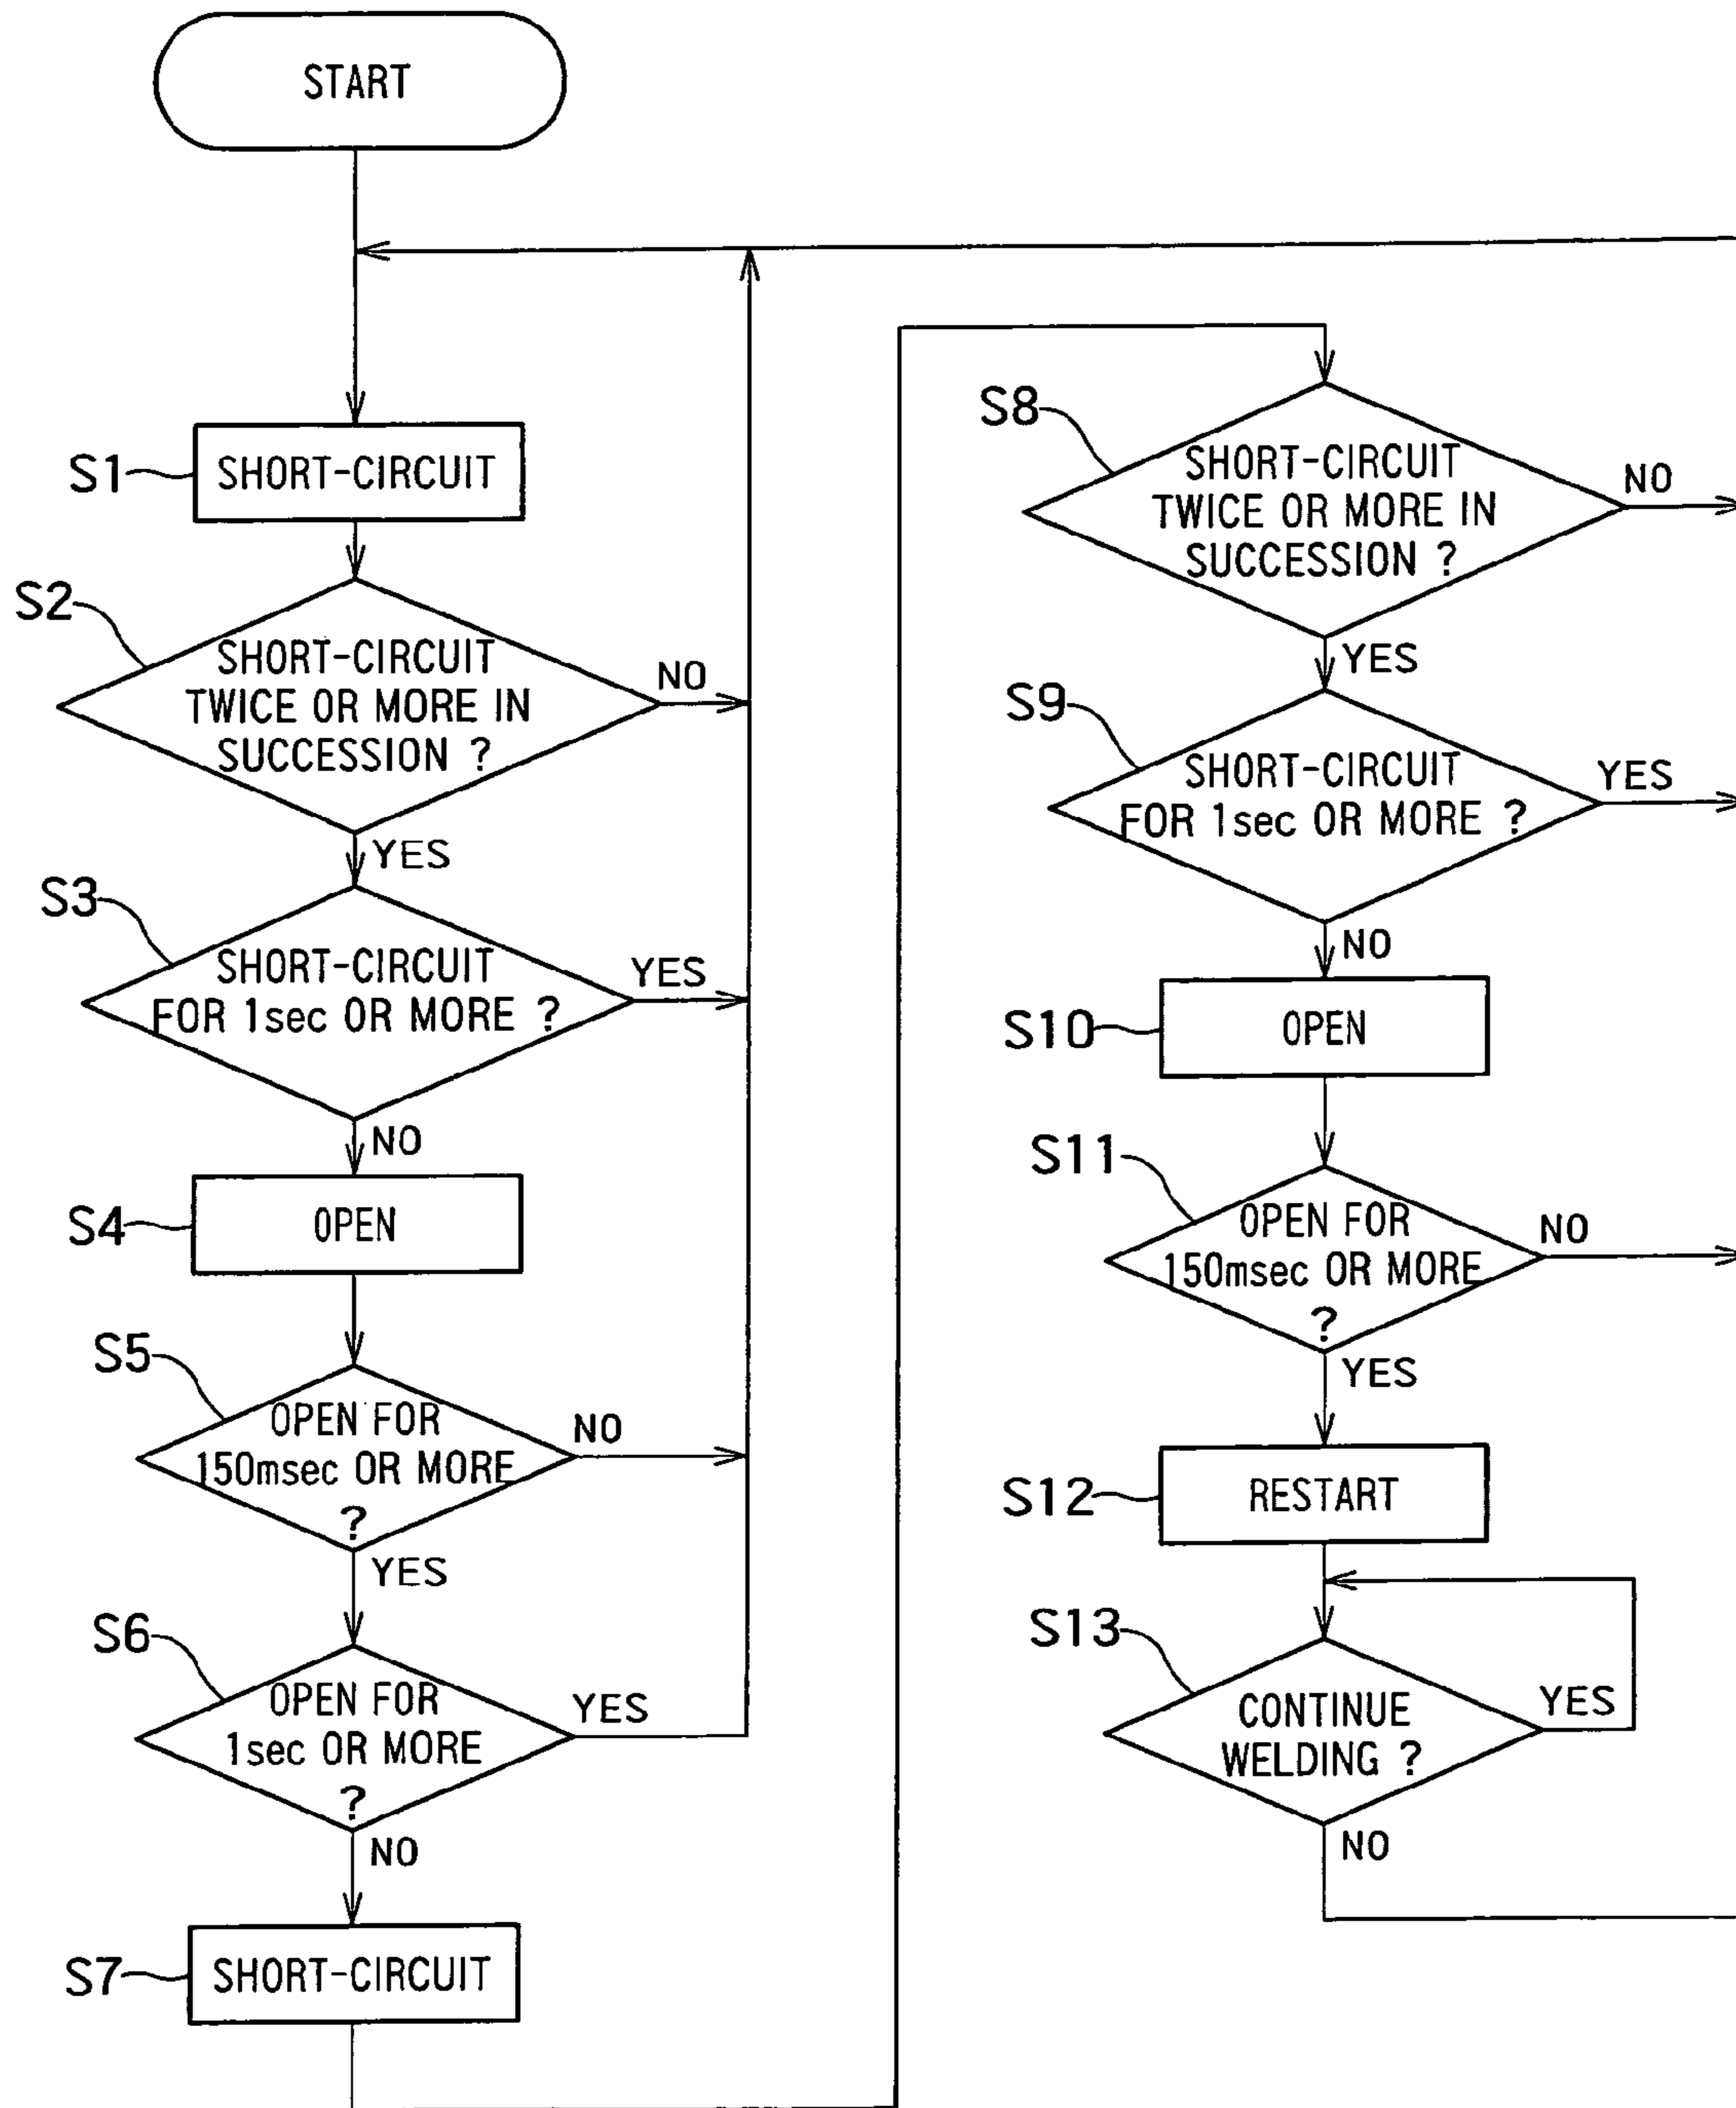 START
S1
SHORT-CIRCUIT
S2
SHORT-CIRCUIT
TWICE OR MORE IN
SUCCESSION ?
NO
YES
S3
SHORT-CIRCUIT
FOR 1sec OR MORE ?
YES
NO
S4
OPEN
S5
OPEN FOR
150msec OR MORE
?
NO
YES
S6
OPEN FOR
1sec OR MORE
?
YES
NO
S7
SHORT-CIRCUIT
S8
SHORT-CIRCUIT
TWICE OR MORE IN
SUCCESSION ?
NO
YES
S9
SHORT-CIRCUIT
FOR 1sec OR MORE ?
YES
NO
S10
OPEN
S11
OPEN FOR
150msec OR MORE
?
NO
YES
S12
RESTART
S13
CONTINUE
WELDING ?
YES
NO